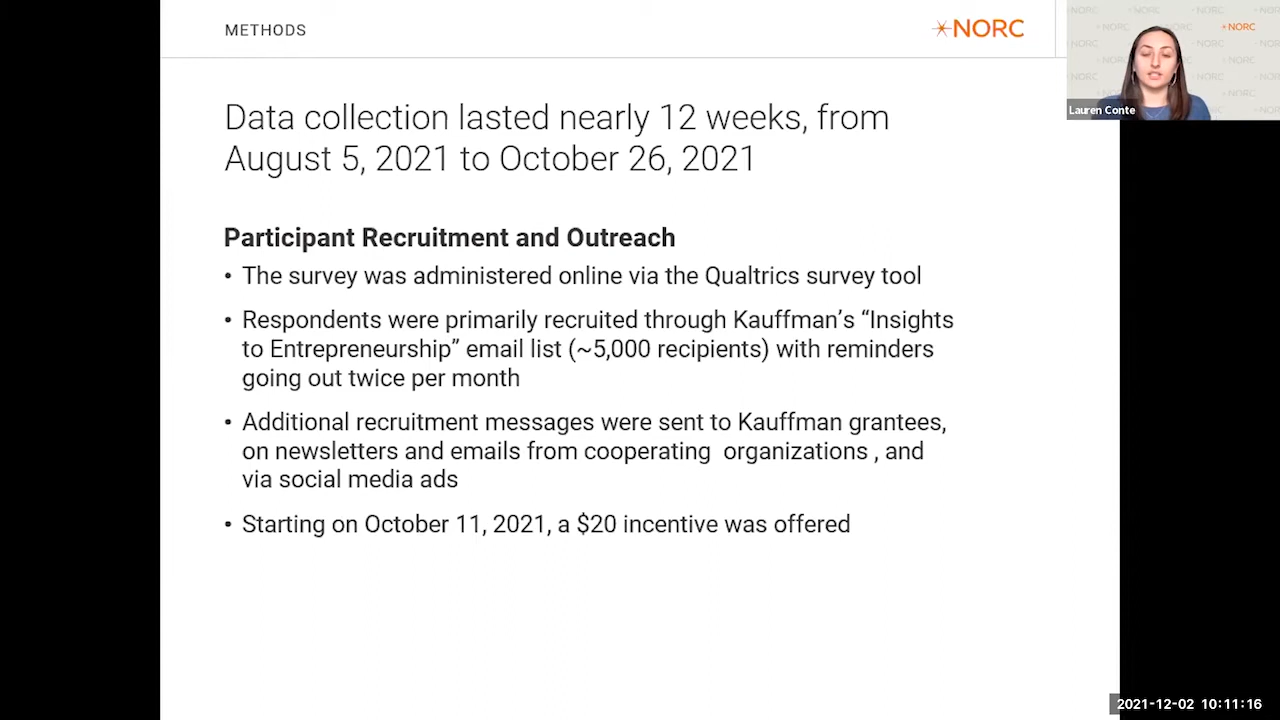 METHODS
NORC
Data collection lasted nearly 12 weeks, from
August 5, 2021 to October 26, 2021
Participant Recruitment and Outreach
• The survey was administered online via the Qualtrics survey tool
• Respondents were primarily recruited through Kauffman’s “Insights
to Entrepreneurship” email list (~5,000 recipients) with reminders
going out twice per month
• Additional recruitment messages were sent to Kauffman grantees,
on newsletters and emails from cooperating  organizations , and
via social media ads
• Starting on October 11, 2021, a $20 incentive was offered
NORC
Lauren Conte
2021-12-02 10:11:16